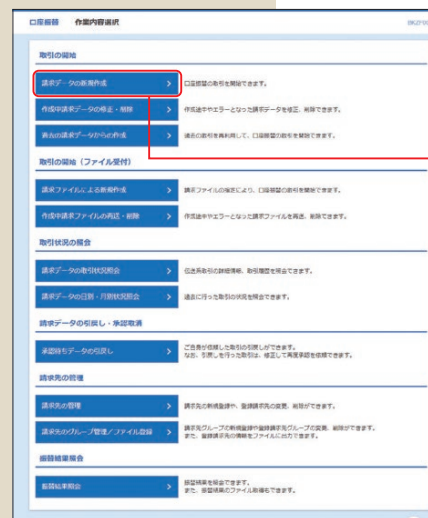 口座振替 作業内容選択
取引の開始
請求データの新規作成
口座振替の取引を開始できます。
作成中請求データの修正・削除
作成途中やエラーとなった請求データを修正、削除できます。
過去の請求データからの作成
過去の取引を再利用して、口座振替の取引を開始できます。
取引の開始（ファイル受付）
請求ファイルによる新規作成
請求ファイルの指定により、口座振替の取引を開始できます。
作成中請求ファイルの再送・削除
作成途中やエラーとなった請求ファイルを再送、削除できます。
取引状況の照会
請求データの取引状況照会
伝送系取引の詳細情報、取引履歴を照会できます。
請求データの日別・月別状況照会
過去に行った取引の状況を照会できます。
請求データの引戻し・承認取消
承認待ちデータの引戻し
ご自身が依頼した取引の引戻しができます。
なお、引戻しを行った取引は、修正して再度承認を依頼できます。
請求先の管理
請求先の管理
請求先の新規登録や、登録請求先の変更、削除ができます。
請求先のグループ管理／ファイル登録
請求先グループの新規登録や登録請求先グループの変更、削除ができます。
また、登録請求先の情報をファイルに出力できます。
振替結果照会
振替結果照会
振替結果を照会できます。
また、振替結果のファイル取得もできます。